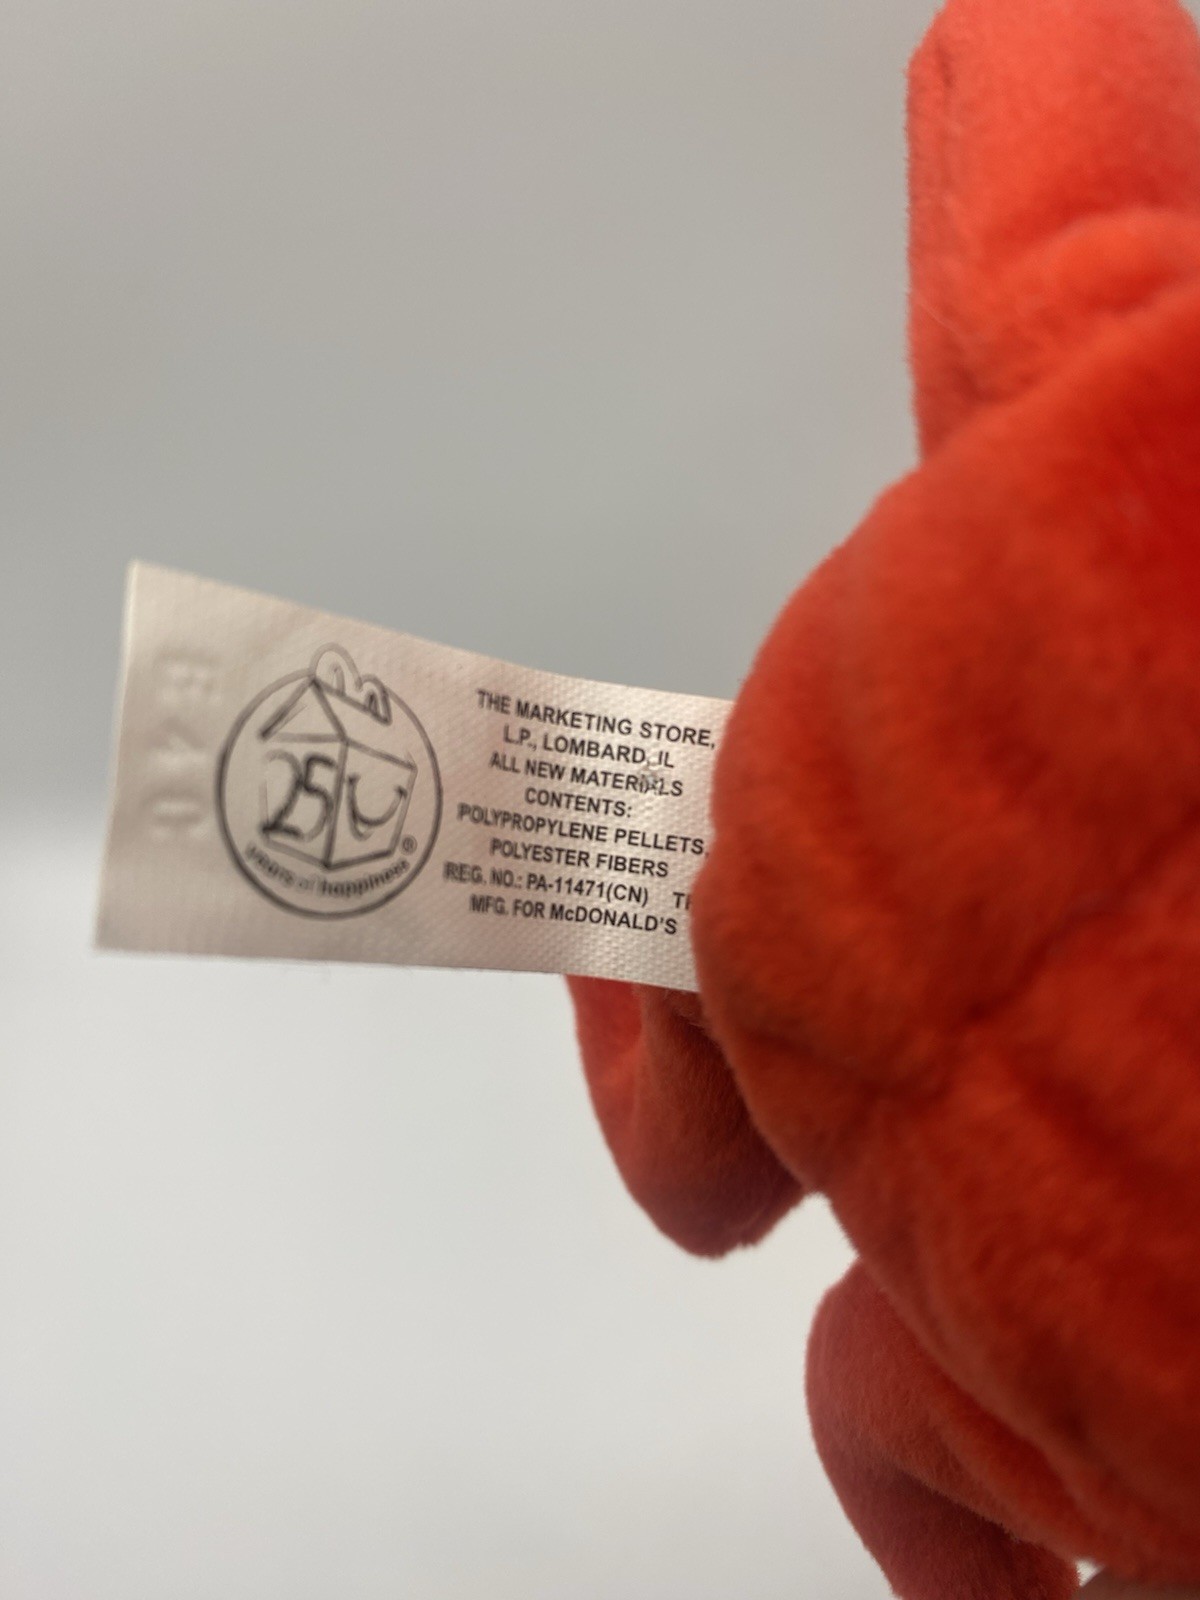 25
years of happiness®
THE MARKETING STORE,
L.P., LOMBARD, IL
ALL NEW MATERIALS
CONTENTS:
POLYPROPYLENE PELLETS,
POLYESTER FIBERS
REG. NO.: PA-11471(CN)
MFG. FOR McDONALD'S